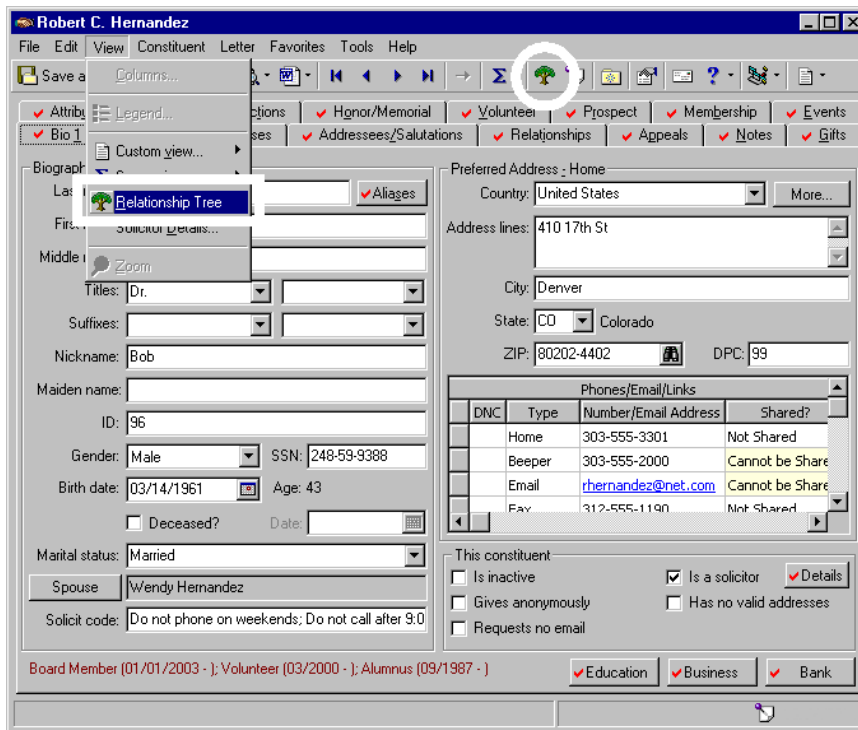 Robert C. Hernandez
File Edit View Constituent Letter Favorites Tools Help
Save a
Columns...
Legend...
Custom view...
Relationship Tree
Solicitor Details...
Zoom
Honor/Memorial Volunteer Prospect Membership Events
Bio 1 Addressees/Salutations Relationships Appeals Notes Gifts
Aliases
Titles: Dr.
Suffixes:
Nickname: Bob
Maiden name:
ID: 96
Gender: Male SSN: 248-59-9388
Birth date: 03/14/1961 Age: 43
Deceased? Date:
Marital status: Married
Spouse Wendy Hernandez
Solicit code: Do not phone on weekends; Do not call after 9:0
Preferred Address - Home
Country: United States More...
Address lines: 410 17th St
City: Denver
State: CO Colorado
ZIP: 80202-4402 DPC: 99
Phones/Email/Links
DNC Type Number/Email Address Shared?
Home 303-555-3301 Not Shared
Beeper 303-555-2000 Cannot be Share
Email rhernandez@net.com Cannot be Share
Fax 312-555-1190 Not Shared
This constituent
Is inactive Is a solicitor Details
Gives anonymously Has no valid addresses
Requests no email
Board Member (01/01/2003 - ); Volunteer (03/2000 - ); Alumnus (09/1987 - )
Education Business Bank